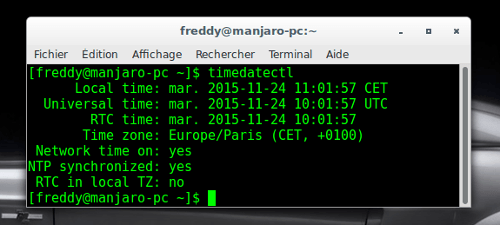 freddy@manjaro-pc:~
Fichier Édition Affichage Rechercher Terminal Aide
[freddy@manjaro-pc ~]$ timedatectl
Local time: mar. 2015-11-24 11:01:57 CET
Universal time: mar. 2015-11-24 10:01:57 UTC
RTC time: mar. 2015-11-24 10:01:57
Time zone: Europe/Paris (CET, +0100)
Network time on: yes
NTP synchronized: yes
RTC in local TZ: no
[freddy@manjaro-pc ~]$